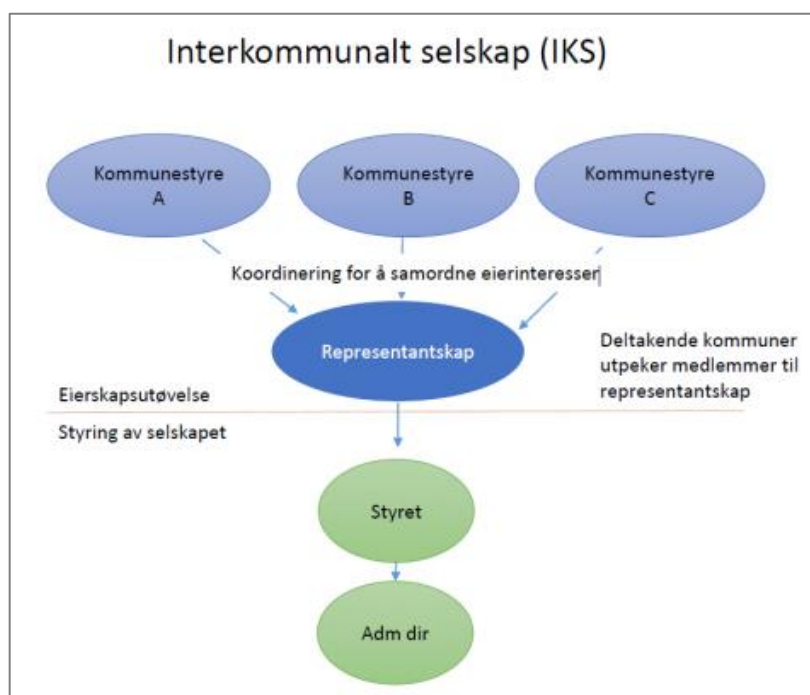 Interkommunalt selskap (IKS)
Kommunestyre
A
Kommunestyre
B
Kommunestyre
C
Koordinering for å samordne eierinteresser
Representantskap
Deltakende kommuner
utpeker medlemmer til
representantskap
Eierskapsutøvelse
Styring av selskapet
Styret
Adm dir